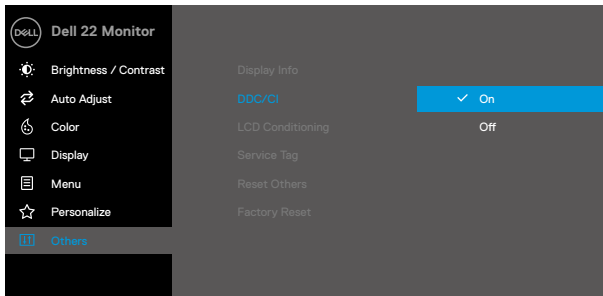 DELL Dell 22 Monitor
Brightness / Contrast
Auto Adjust
Color
Display
Menu
Personalize
Others
Display Info
DDC/CI
LCD Conditioning
Service Tag
Reset Others
Factory Reset
On
Off